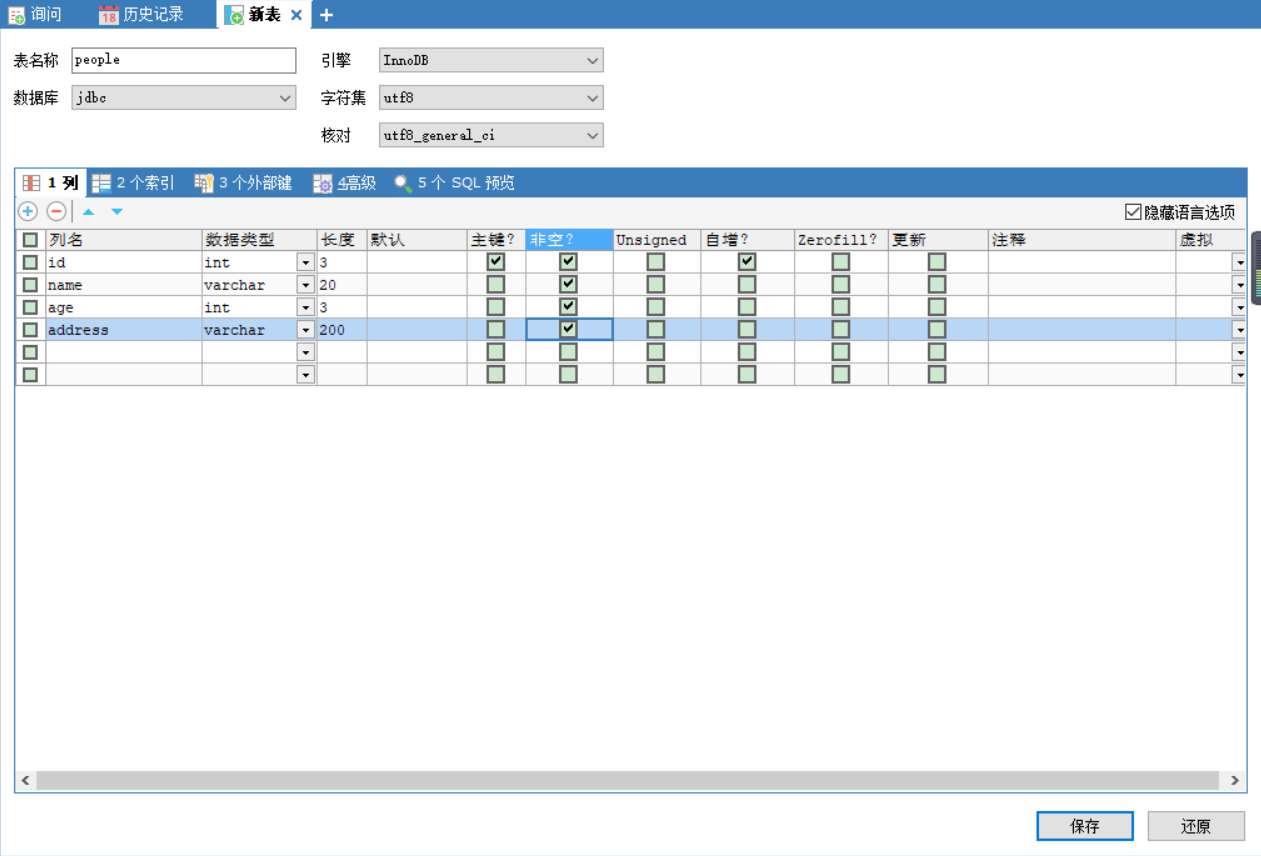 询问 历史记录 新表
表名称 people 引擎 InnoDB
数据库 jdbc 字符集 utf8
核对 utf8_general_ci
1 列 2 个索引 3 个外部键 4高级 5 个 SQL 预览
隐藏语言选项
列名 数据类型 长度 默认 主键? 非空? Unsigned 自增? Zerofill? 更新 注释 虚拟
id int 3
name varchar 20
age int 3
address varchar 200
保存 还原